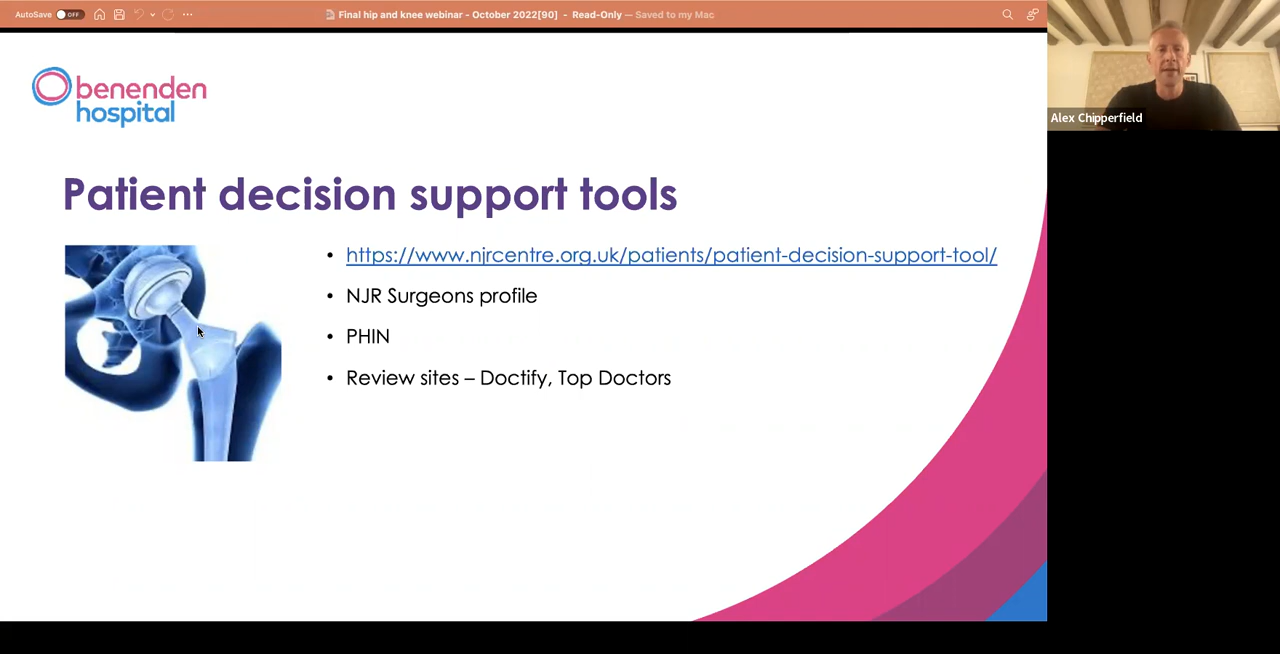 AutoSave OFF
Final hip and knee webinar - October 2022[90] - Read-Only — Saved to my Mac
benenden
hospital
Alex Chipperfield
Patient decision support tools
• https://www.njrcentre.org.uk/patients/patient-decision-support-tool/
• NJR Surgeons profile
• PHIN
• Review sites – Doctify, Top Doctors